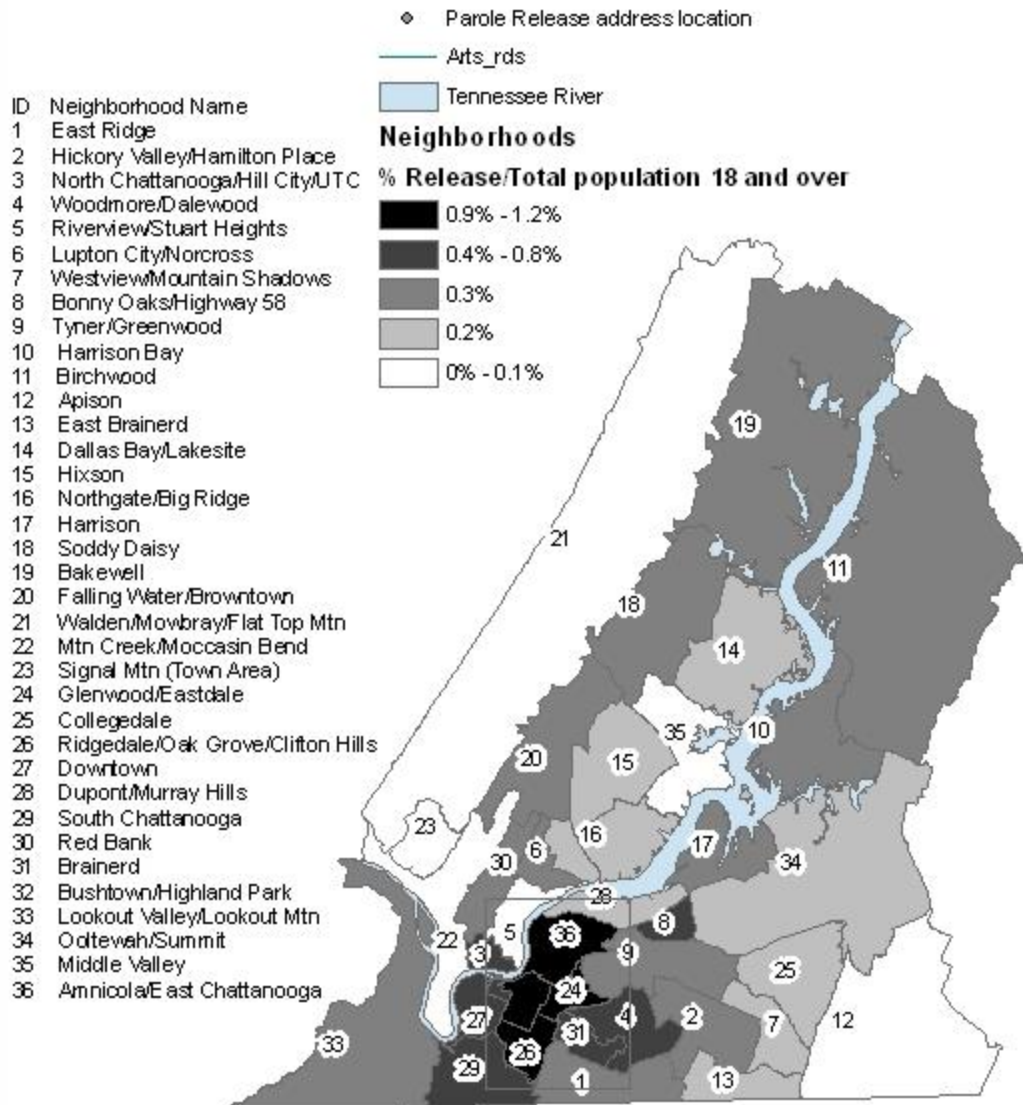 Parole Release address location
Arts_rds
Tennessee River
Neighborhoods
% Release/Total population 18 and over
0.9% - 1.2%
0.4% - 0.8%
0.3%
0.2%
0% - 0.1%
ID Neighborhood Name
1 East Ridge
2 Hickory Valley/Hamilton Place
3 North Chattanooga/Hill City/UTC
4 Woodmore/Dalewood
5 Riverview/Stuart Heights
6 Lupton City/Norcross
7 Westview/Mountain Shadows
8 Bonny Oaks/Highway 58
9 Tyner/Greenwood
10 Harrison Bay
11 Birchwood
12 Apison
13 East Brainerd
14 Dallas Bay/Lakesite
15 Hixson
16 Northgate/Big Ridge
17 Harrison
18 Soddy Daisy
19 Bakewell
20 Falling Water/Browntown
21 Walden/Mowbray/Flat Top Mtn
22 Mtn Creek/Moccasin Bend
23 Signal Mtn (Town Area)
24 Glenwood/Eastdale
25 Collegedale
26 Ridgedale/Oak Grove/Clifton Hills
27 Downtown
28 Dupont/Murray Hills
29 South Chattanooga
30 Red Bank
31 Brainerd
32 Bushtown/Highland Park
33 Lookout Valley/Lookout Mtn
34 Ooltewah/Summit
35 Middle Valley
36 Amnicola/East Chattanooga
19
21
11
18
14
35
10
20
15
23
16
6
17
30
34
28
8
5
36
22
3
9
25
24
27
4
2
7
12
31
33
26
29
1
13